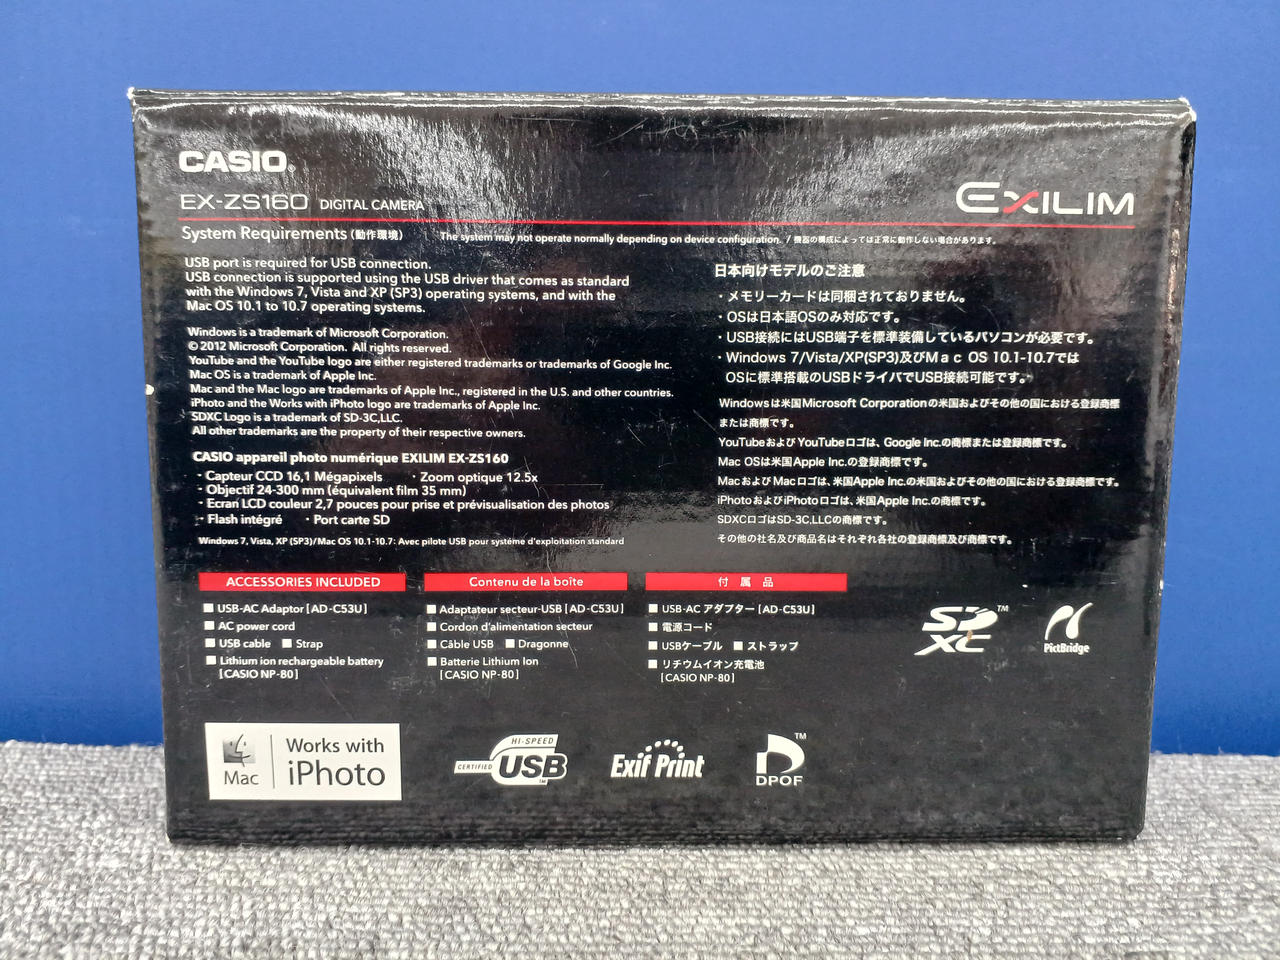 CASIO®
EX-ZS160 DIGITAL CAMERA
EXILIM
System Requirements (動作環境)
The system may not operate normally depending on device configuration. / 機器の構成によっては正常に動作しない場合があります。
USB port is required for USB connection.
USB connection is supported using the USB driver that comes as standard
with the Windows 7, Vista and XP (SP3) operating systems, and with the
Mac OS 10.1 to 10.7 operating systems.
Windows is a trademark of Microsoft Corporation.
© 2012 Microsoft Corporation. All rights reserved.
YouTube and the YouTube logo are either registered trademarks or trademarks of Google Inc.
Mac OS is a trademark of Apple Inc.
Mac and the Mac logo are trademarks of Apple Inc., registered in the U.S. and other countries.
iPhoto and the Works with iPhoto logo are trademarks of Apple Inc.
SDXC Logo is a trademark of SD-3C,LLC.
All other trademarks are the property of their respective owners.
CASIO appareil photo numérique EXILIM EX-ZS160
・Capteur CCD 16,1 Mégapixels ・Zoom optique 12.5x
・Objectif 24-300 mm (équivalent film 35 mm)
・Ecran LCD couleur 2,7 pouces pour prise et prévisualisation des photos
・Flash intégré ・Port carte SD
Windows 7, Vista, XP (SP3)/Mac OS 10.1-10.7: Avec pilote USB pour système d'exploitation standard
日本向けモデルのご注意
・メモリーカードは同梱されておりません。
・OSは日本語OSのみ対応です。
・USB接続にはUSB端子を標準装備しているパソコンが必要です。
・Windows 7/Vista/XP(SP3)及びMac OS 10.1-10.7では
OSに標準搭載のUSBドライバでUSB接続可能です。
Windowsは米国Microsoft Corporationの米国およびその他の国における登録商標
または商標です。
YouTubeおよびYouTubeロゴは、Google Inc.の商標または登録商標です。
Mac OSは米国Apple Inc.の登録商標です。
MacおよびMacロゴは、米国Apple Inc.の米国およびその他の国における登録商標です。
iPhotoおよびiPhotoロゴは、米国Apple Inc.の商標です。
SDXCロゴはSD-3C,LLCの商標です。
その他の社名及び商品名はそれぞれ各社の登録商標及び商標です。
ACCESSORIES INCLUDED
■ USB-AC Adaptor [AD-C53U]
■ AC power cord
■ USB cable ■ Strap
■ Lithium ion rechargeable battery
[CASIO NP-80]
Contenu de la boîte
■ Adaptateur secteur-USB [AD-C53U]
■ Cordon d'alimentation secteur
■ Câble USB ■ Dragonne
■ Batterie Lithium Ion
[CASIO NP-80]
付属品
■ USB-AC アダプター [AD-C53U]
■ 電源コード
■ USBケーブル ■ ストラップ
■ リチウムイオン充電池
[CASIO NP-80]
SD XC TM
PictBridge
Mac
Works with
iPhoto
HI-SPEED
CERTIFIED USB TM
Exif Print
DPOF TM